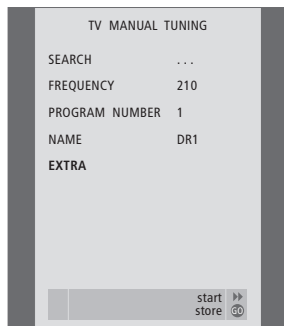 TV MANUAL TUNING
SEARCH ...
FREQUENCY 210
PROGRAM NUMBER 1
NAME DR1
EXTRA
start
store GO